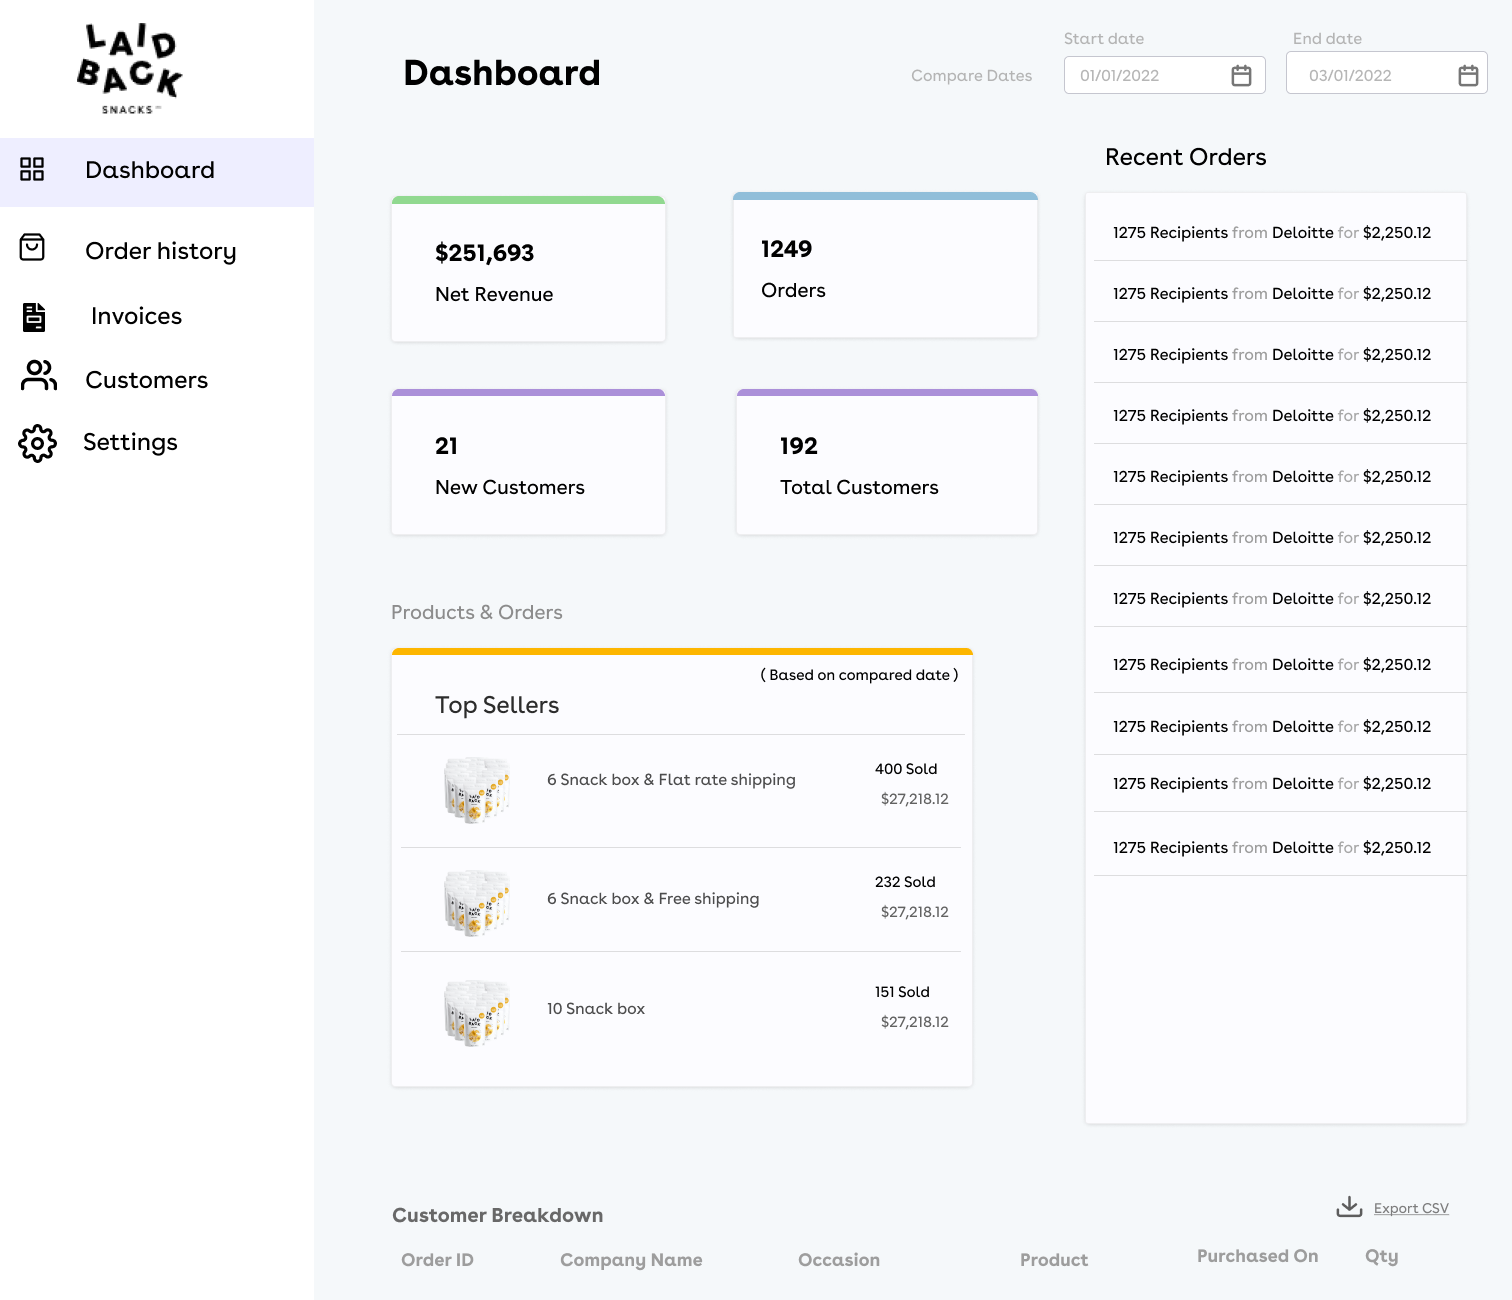 LAID
BACK
SNACKS
Dashboard
Order history
Invoices
Customers
Settings
Dashboard
Compare Dates
Start date
01/01/2022
End date
03/01/2022
$251,693
Net Revenue
1249
Orders
21
New Customers
192
Total Customers
Products & Orders
( Based on compared date )
Top Sellers
6 Snack box & Flat rate shipping
400 Sold
$27,218.12
6 Snack box & Free shipping
232 Sold
$27,218.12
10 Snack box
151 Sold
$27,218.12
Recent Orders
1275 Recipients from Deloitte for $2,250.12
1275 Recipients from Deloitte for $2,250.12
1275 Recipients from Deloitte for $2,250.12
1275 Recipients from Deloitte for $2,250.12
1275 Recipients from Deloitte for $2,250.12
1275 Recipients from Deloitte for $2,250.12
1275 Recipients from Deloitte for $2,250.12
1275 Recipients from Deloitte for $2,250.12
1275 Recipients from Deloitte for $2,250.12
1275 Recipients from Deloitte for $2,250.12
1275 Recipients from Deloitte for $2,250.12
Customer Breakdown
Export CSV
Order ID Company Name Occasion Product Purchased On Qty